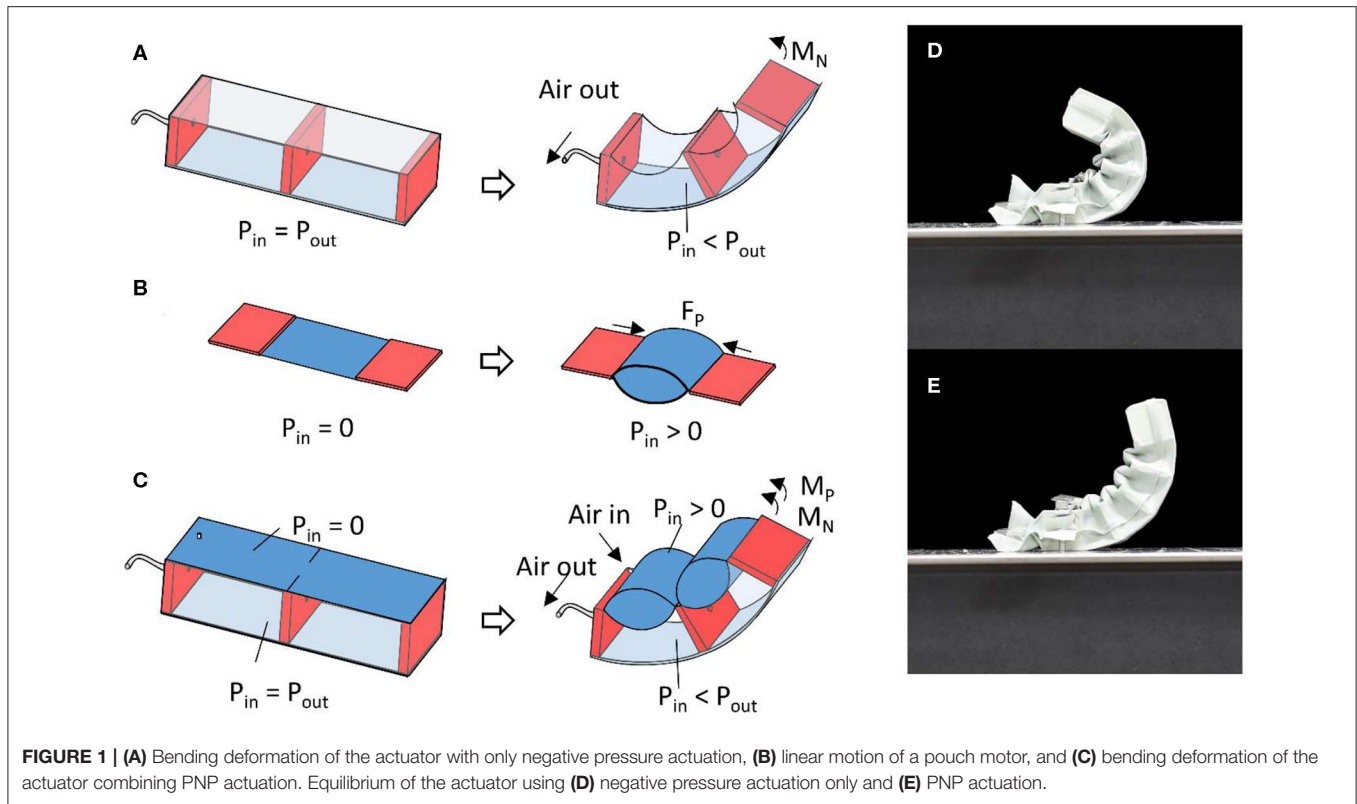 A
Air out
M_N
P_in = P_out
P_in < P_out
B
F_P
P_in = 0
P_in > 0
C
P_in = 0
P_in = P_out
Air in
Air out
P_in > 0
M_P
M_N
P_in < P_out
D
E
FIGURE 1 | (A) Bending deformation of the actuator with only negative pressure actuation, (B) linear motion of a pouch motor, and (C) bending deformation of the
actuator combining PNP actuation. Equilibrium of the actuator using (D) negative pressure actuation only and (E) PNP actuation.